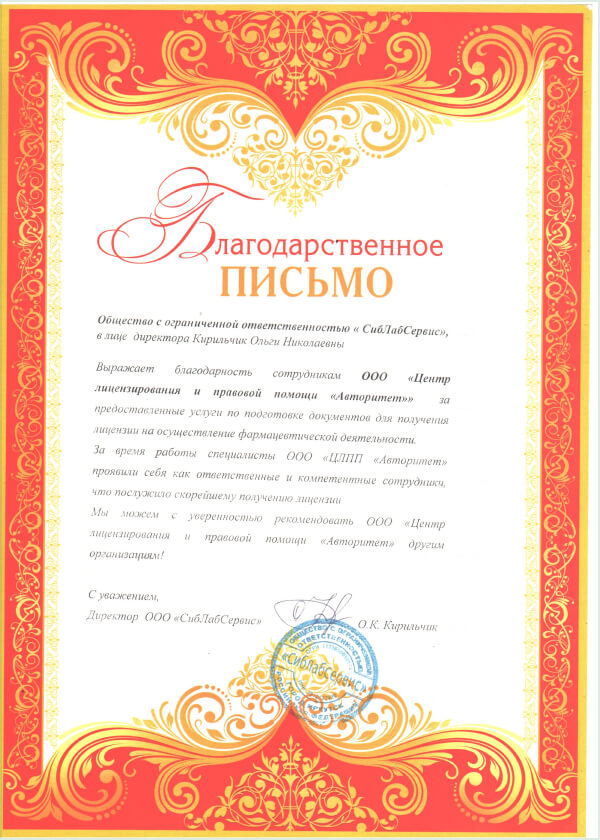 Благодарственное
ПИСЬМО
Общество с ограниченной ответственностью « СибЛабСервис»,
в лице директора Кирильчик Ольги Николаевны
Выражает благодарность сотрудникам ООО «Центр
лицензирования и правовой помощи «Авторитет»» за
предоставленные услуги по подготовке документов для получения
лицензии на осуществление фармацевтической деятельности.
За время работы специалисты ООО «ЦЛПП «Авторитет»
проявили себя как ответственные и компетентные сотрудники,
что послужило скорейшему получению лицензии
Мы можем с уверенностью рекомендовать ООО «Центр
лицензирования и правовой помощи «Авторитет» другим
организациям!
С уважением,
Директор ООО «СибЛабСервис»
О.К. Кирильчик
ОБЩЕСТВО С ОГРАНИЧЕННОЙ
ОТВЕТСТВЕННОСТЬЮ
«СибЛабСервис»
ИРКУТСК